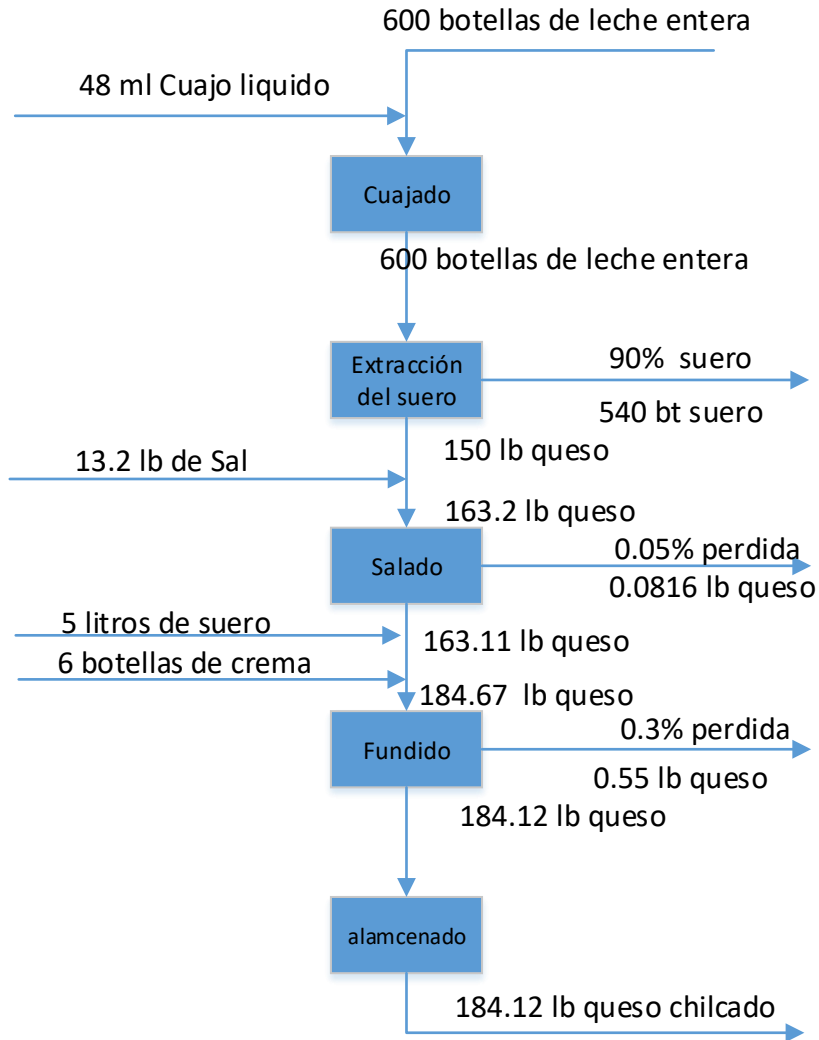 600 botellas de leche entera
48 ml Cuajo liquido
Cuajado
600 botellas de leche entera
Extracción
del suero
90% suero
540 bt suero
150 lb queso
13.2 lb de Sal
163.2 lb queso
Salado
0.05% perdida
0.0816 lb queso
5 litros de suero
163.11 lb queso
6 botellas de crema
184.67 lb queso
Fundido
0.3% perdida
0.55 lb queso
184.12 lb queso
alamcenado
184.12 lb queso chilcado